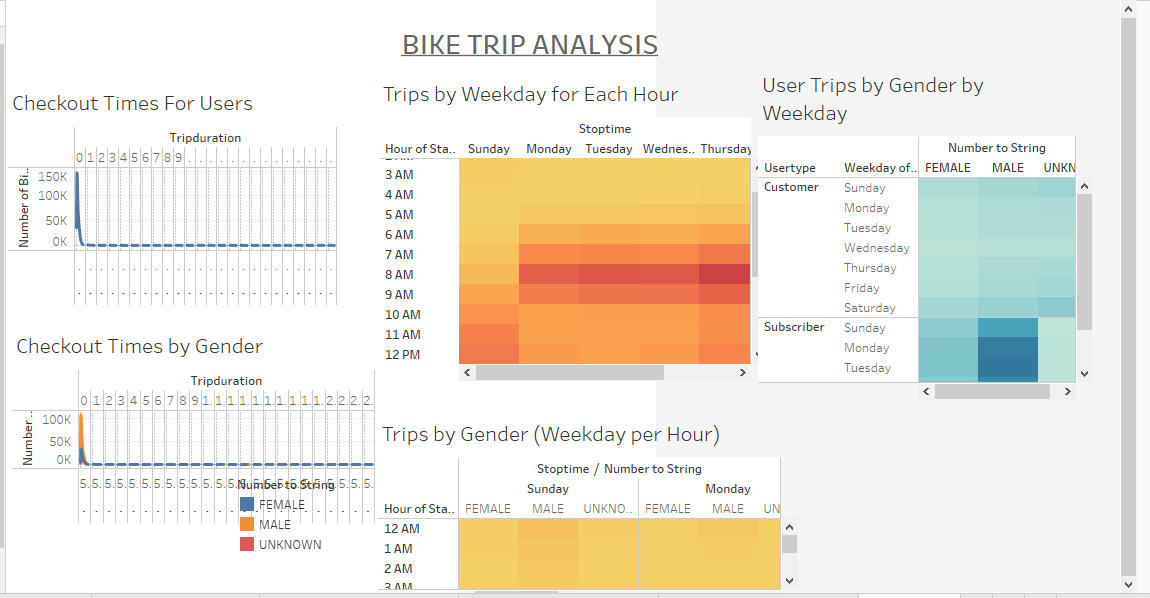 BIKE TRIP ANALYSIS
Checkout Times For Users
Tripduration
0 1 2 3 4 5 6 7 8 9 . . . . . . . . . . . . . .
Number of Bi..
150K
100K
50K
0K
Checkout Times by Gender
Tripduration
0 1 2 3 4 5 6 7 8 9 1. 1. 1. 1. 1. 1. 1. 1. 1. 1. 2. 2. 2. 2.
Number ..
100K
50K
0K
5. 5. 5. 5. 5. 5. 5. 5. 5. 5. 5. 5. 5. 5. 5. 5. 5. 5. 5. 5. 5. 5. 5. 5.
Number to String
FEMALE
MALE
UNKNOWN
Trips by Weekday for Each Hour
Stoptime
Hour of Sta.. Sunday Monday Tuesday Wednes.. Thursday
3 AM
4 AM
5 AM
6 AM
7 AM
8 AM
9 AM
10 AM
11 AM
12 PM
User Trips by Gender by
Weekday
Number to String
Usertype Weekday of.. FEMALE MALE UNKN
Customer Sunday
Monday
Tuesday
Wednesday
Thursday
Friday
Saturday
Subscriber Sunday
Monday
Tuesday
Trips by Gender (Weekday per Hour)
Stoptime / Number to String
Sunday Monday
Hour of Sta.. FEMALE MALE UNKNO.. FEMALE MALE UN
12 AM
1 AM
2 AM
3 AM